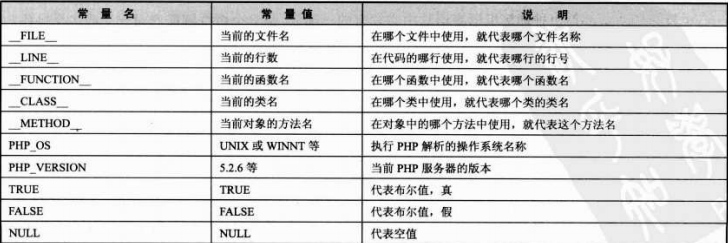 常 量 名 常 量 值 说 明
__FILE__ 当前的文件名 在哪个文件中使用，就代表哪个文件名称
__LINE__ 当前的行数 在代码的哪行使用，就代表哪行的行号
__FUNCTION__ 当前的函数名 在哪个函数中使用，就代表哪个函数名
__CLASS__ 当前的类名 在哪个类中使用，就代表哪个类的类名
__METHOD__ 当前对象的方法名 在对象中的哪个方法中使用，就代表这个方法名
PHP_OS UNIX 或 WINNT 等 执行 PHP 解析的操作系统名称
PHP_VERSION 5.2.6 等 当前 PHP 服务器的版本
TRUE TRUE 代表布尔值，真
FALSE FALSE 代表布尔值，假
NULL NULL 代表空值